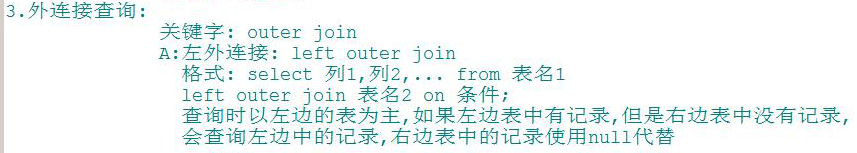 3.外连接查询:
关键字: outer join
A:左外连接: left outer join
格式: select 列1,列2,... from 表名1
left outer join 表名2 on 条件;
查询时以左边的表为主,如果左边表中有记录,但是右边表中没有记录,
会查询左边中的记录,右边表中的记录使用null代替